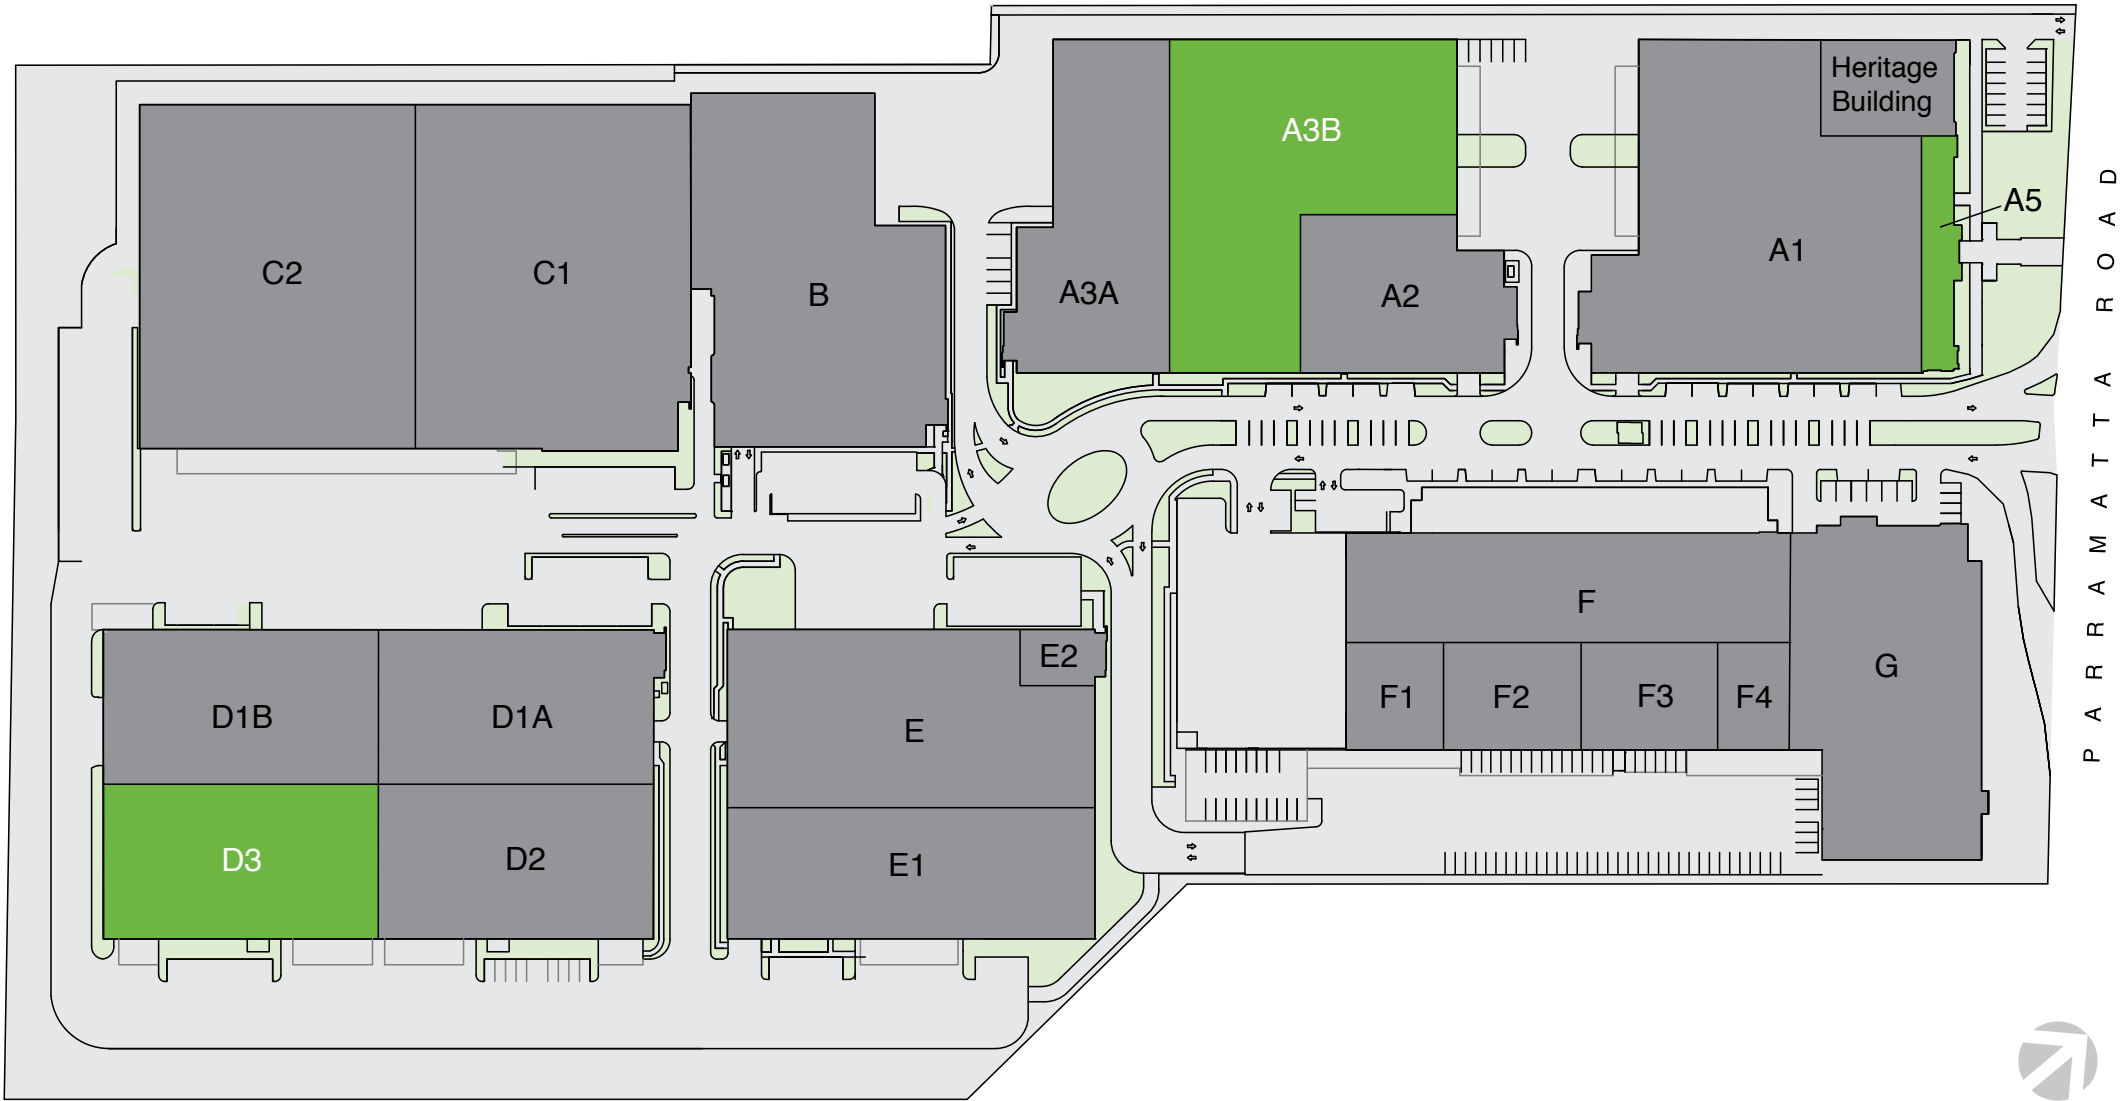 Heritage
Building
A3B
A5
A1
C2
C1
B
A3A
A2
F
E2
G
F1
F2
F3
F4
D1B
D1A
E
D3
D2
E1
PARRAMATTA ROAD